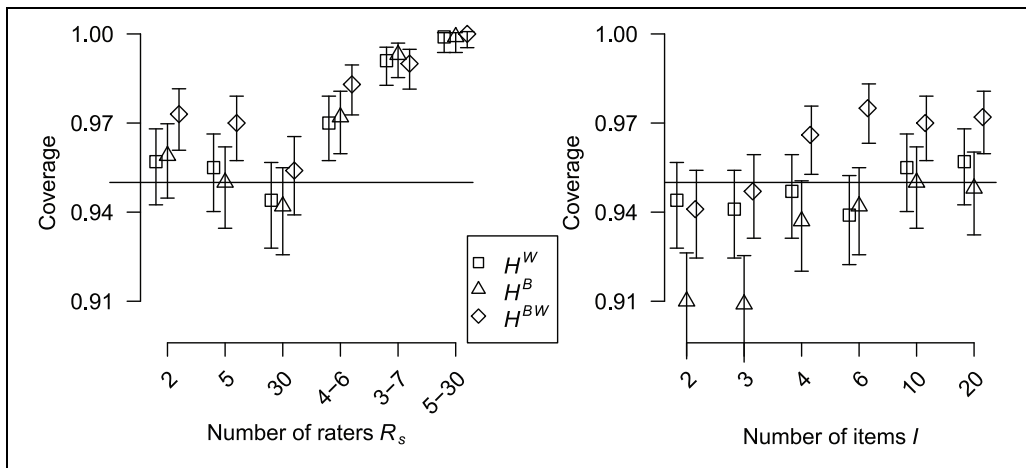 Coverage
1.00
0.97
0.94
0.91
2
5
30
4−6
3−7
5−30
Number of raters R_s
H^W
H^B
H^BW
Coverage
1.00
0.97
0.94
0.91
2
3
4
6
10
20
Number of items I